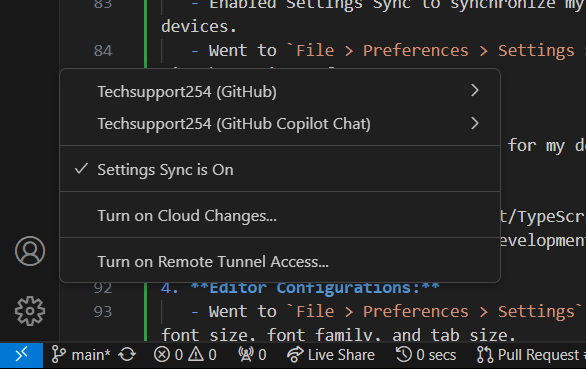 83
- Enabled Settings Sync to synchronize my
devices.
84
- Went to `File > Preferences > Settings
Techsupport254 (GitHub)
Techsupport254 (GitHub Copilot Chat)
for my de
✓ Settings Sync is On
Turn on Cloud Changes...
t/TypeScr
evelopment
Turn on Remote Tunnel Access...
92 4. **Editor Configurations:**
93 - Went to `File > Preferences > Settings`
font size, font family, and tab size.
main* 0 0 0 Live Share 0 secs Pull Request #